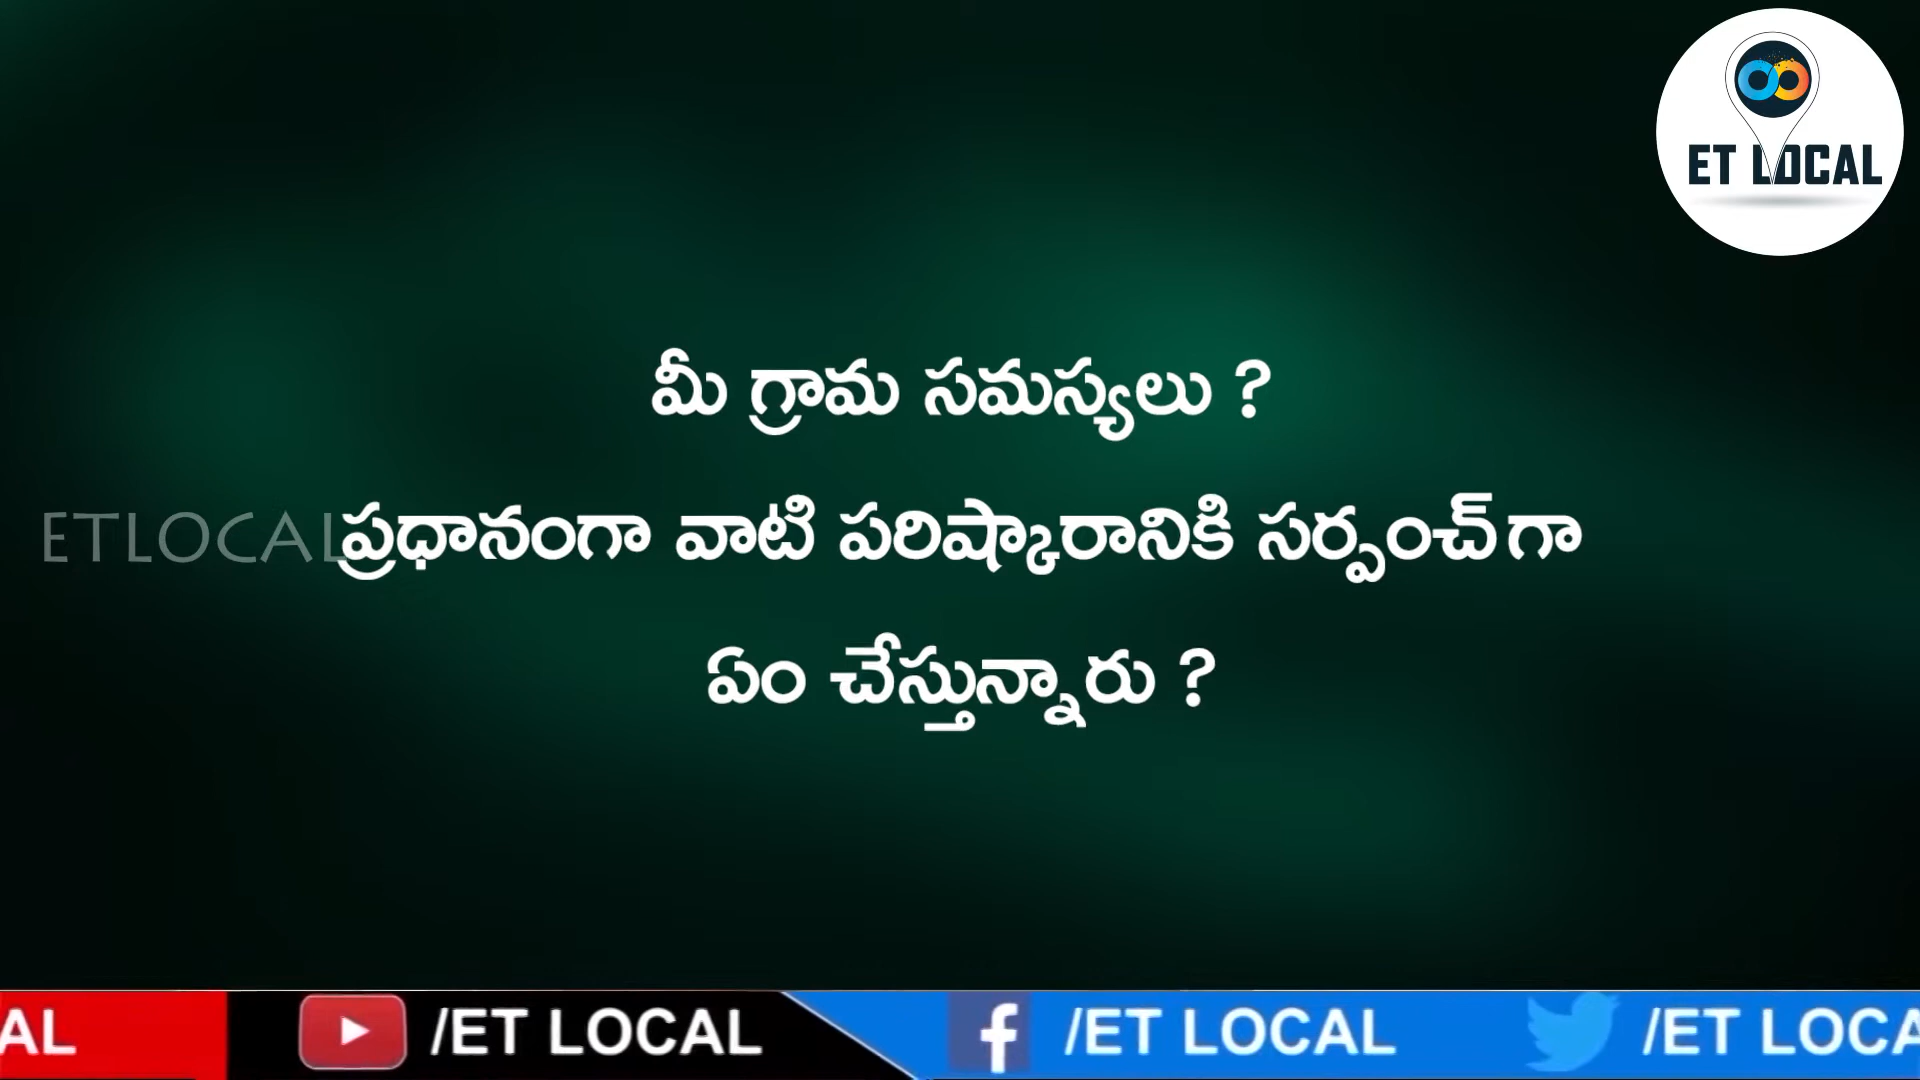 ET LOCAL
మీ గ్రామ సమస్యలు ?
ETLOCAL
ప్రధానంగా వాటి పరిష్కారానికి సర్పంచ్‌గా
ఏం చేస్తున్నారు ?
AL /ET LOCAL /ET LOCAL /ET LOCA